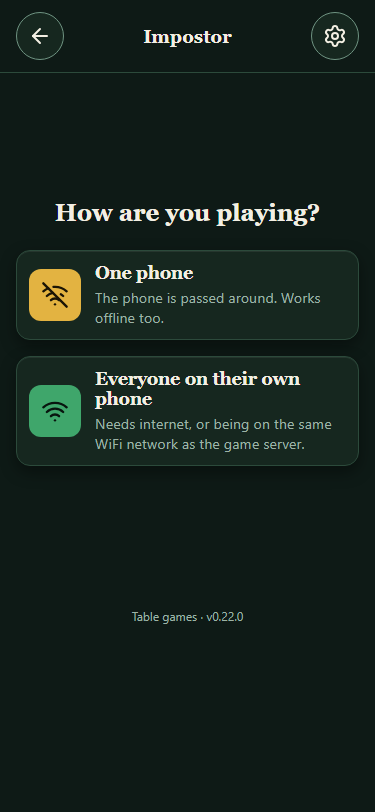 Impostor
How are you playing?
One phone
The phone is passed around. Works
offline too.
Everyone on their own
phone
Needs internet, or being on the same
WiFi network as the game server.
Table games · v0.22.0